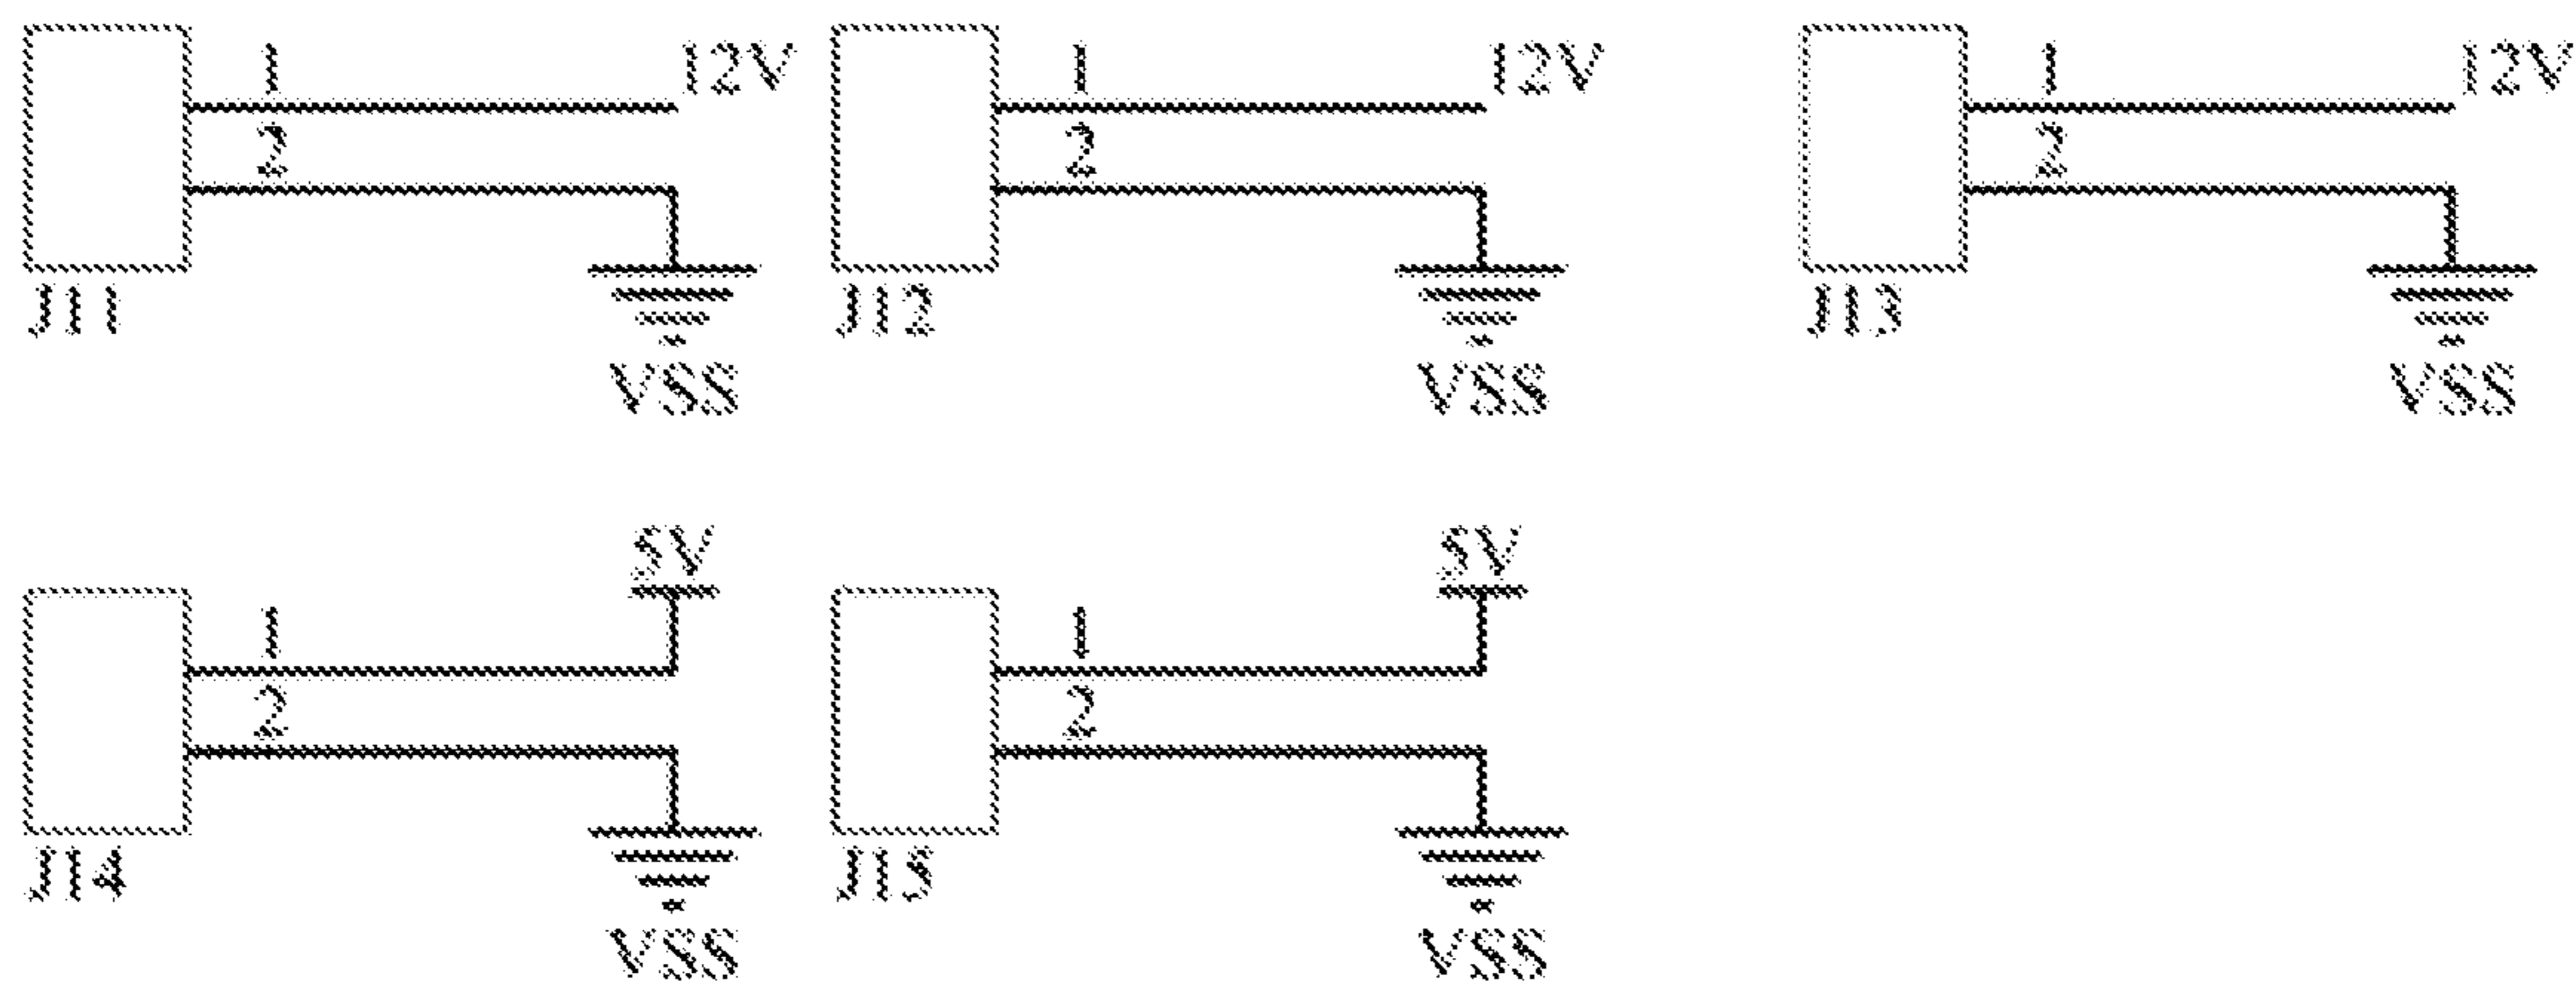 1 12V 1 12V 1 12V
2 2 2
J11 J12 J13
VSS VSS VSS
5V 5V
1 1
2 2
J14 J15
VSS VSS